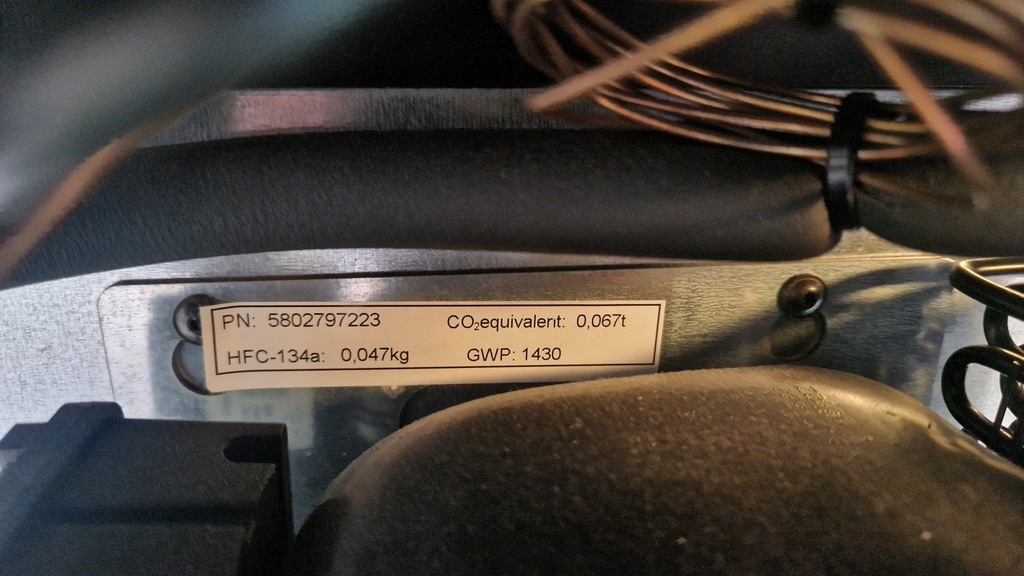 PN: 5802797223 CO₂equivalent: 0,067t
HFC-134a: 0,047kg GWP: 1430